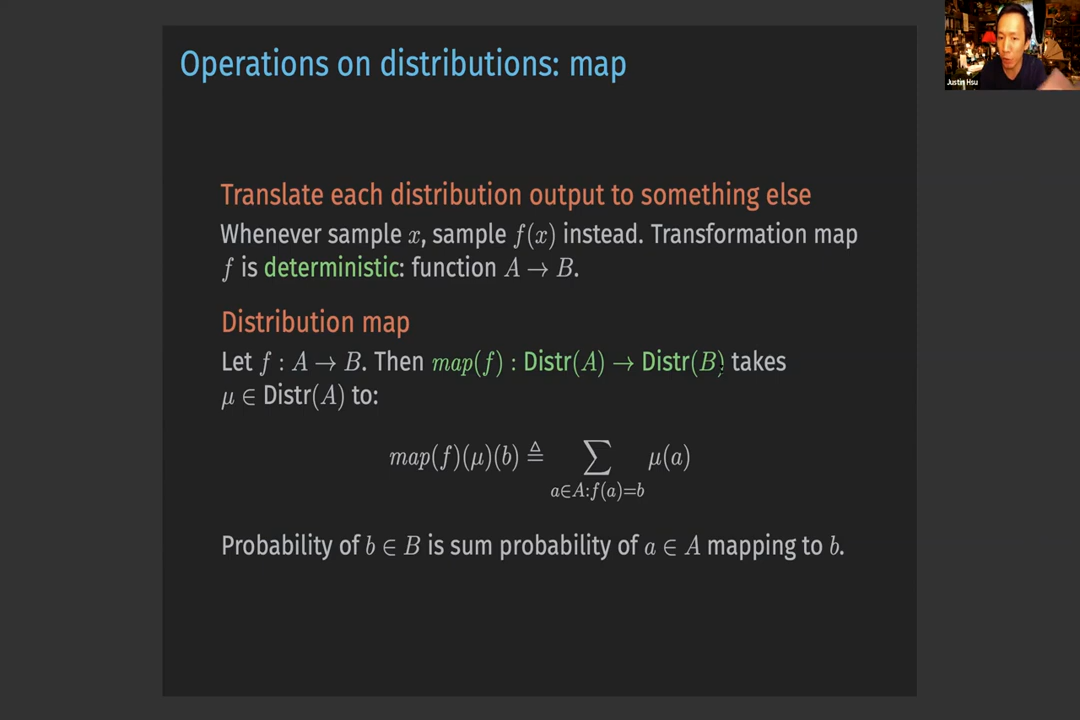 Operations on distributions: map
Justin Hsu
Translate each distribution output to something else
Whenever sample x, sample f(x) instead. Transformation map
f is deterministic: function A → B.
Distribution map
Let f : A → B. Then map(f) : Distr(A) → Distr(B) takes
μ ∈ Distr(A) to:
map(f)(μ)(b) ≜ ∑ μ(a)
a∈A:f(a)=b
Probability of b ∈ B is sum probability of a ∈ A mapping to b.